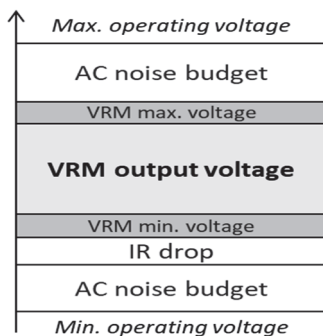 Max. operating voltage
AC noise budget
VRM max. voltage
VRM output voltage
VRM min. voltage
IR drop
AC noise budget
Min. operating voltage